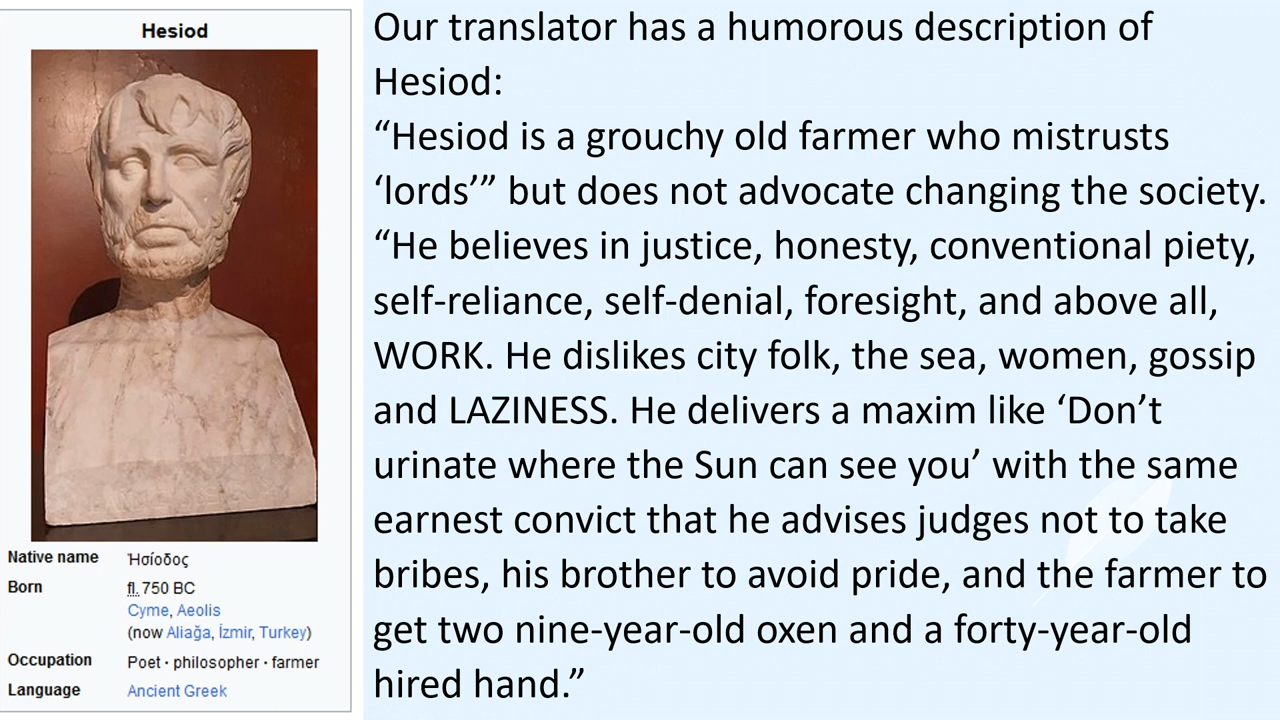 Hesiod
Native name Ἡσίοδος
Born fl. 750 BC
Cyme, Aeolis
(now Aliağa, İzmir, Turkey)
Occupation Poet · philosopher · farmer
Language Ancient Greek
Our translator has a humorous description of
Hesiod:
“Hesiod is a grouchy old farmer who mistrusts
‘lords’” but does not advocate changing the society.
“He believes in justice, honesty, conventional piety,
self-reliance, self-denial, foresight, and above all,
WORK. He dislikes city folk, the sea, women, gossip
and LAZINESS. He delivers a maxim like ‘Don’t
urinate where the Sun can see you’ with the same
earnest convict that he advises judges not to take
bribes, his brother to avoid pride, and the farmer to
get two nine-year-old oxen and a forty-year-old
hired hand.”